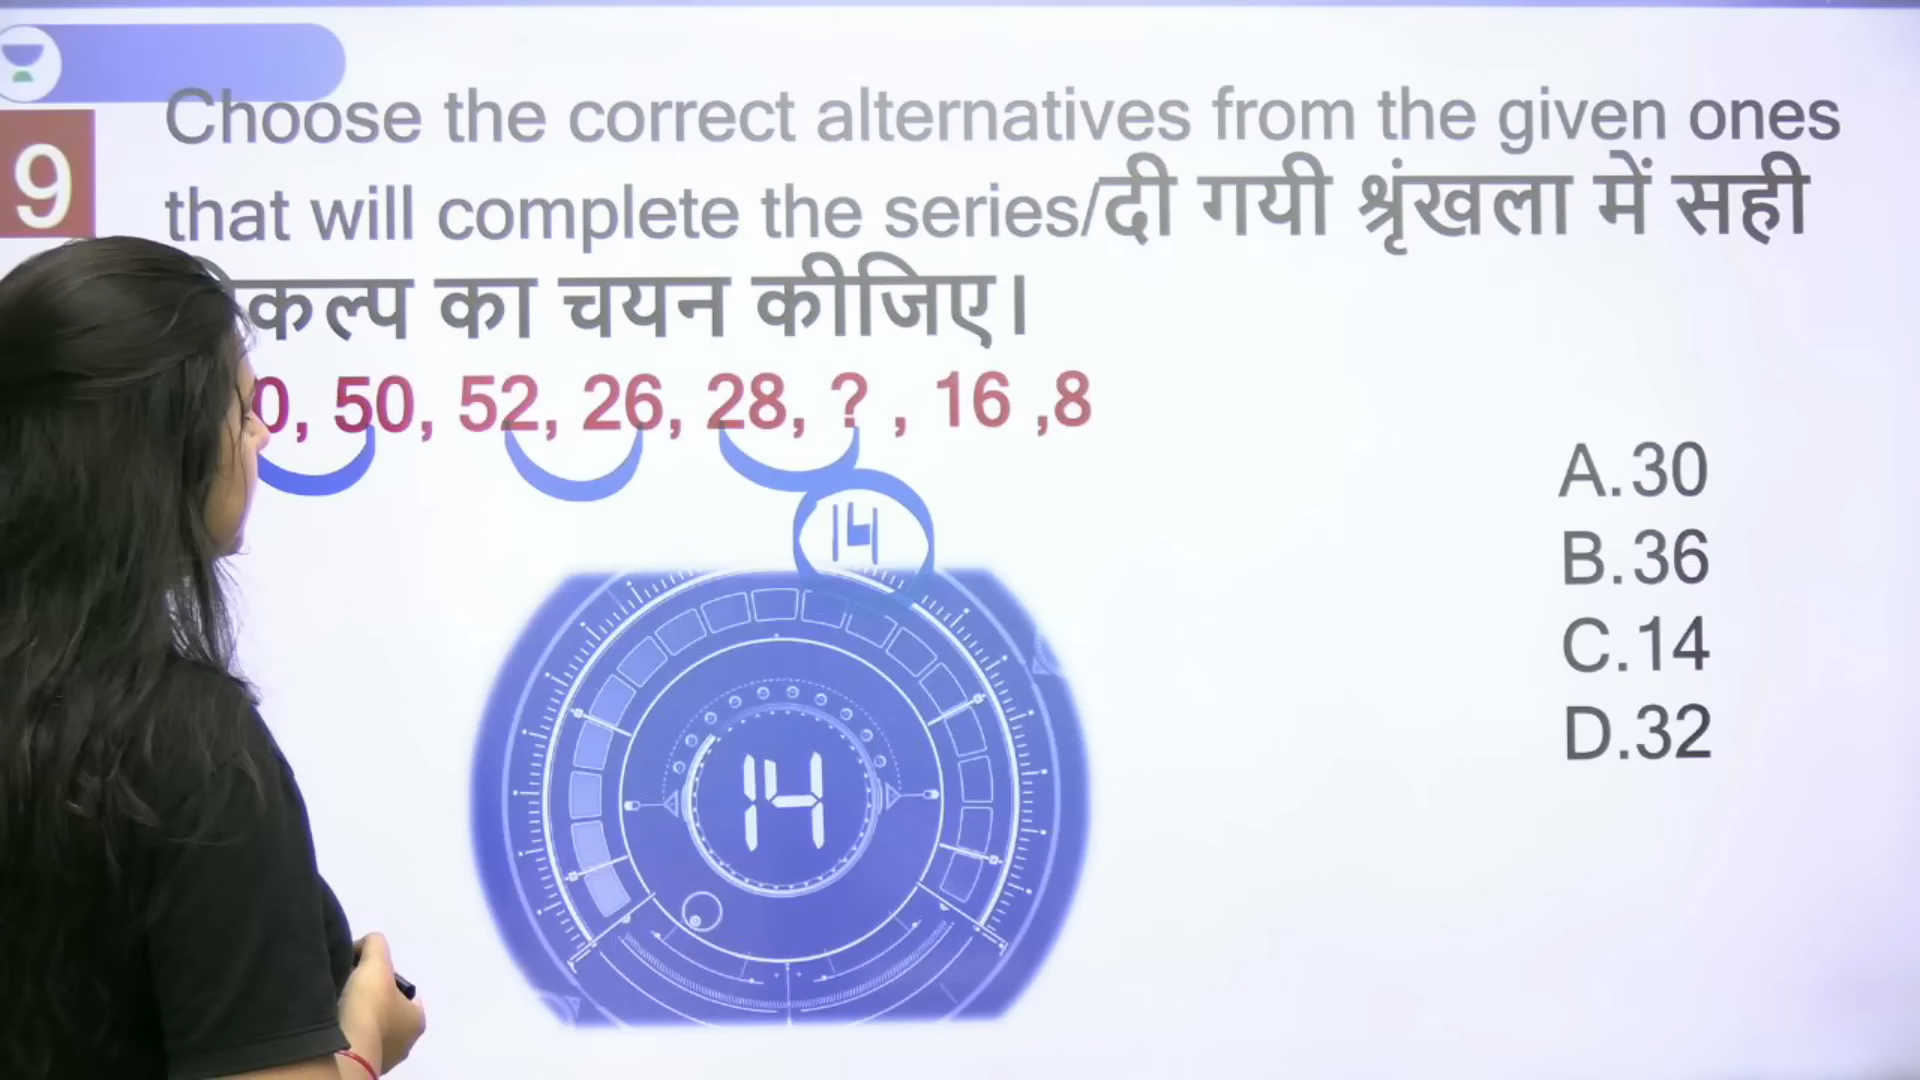 9
Choose the correct alternatives from the given ones
that will complete the series/दी गयी श्रृंखला में सही
कीजिए।
का चयन
0, 50, 52, 26, 28, ? , 16 ,8
14
A.30
B.36
C.14
D.32
14